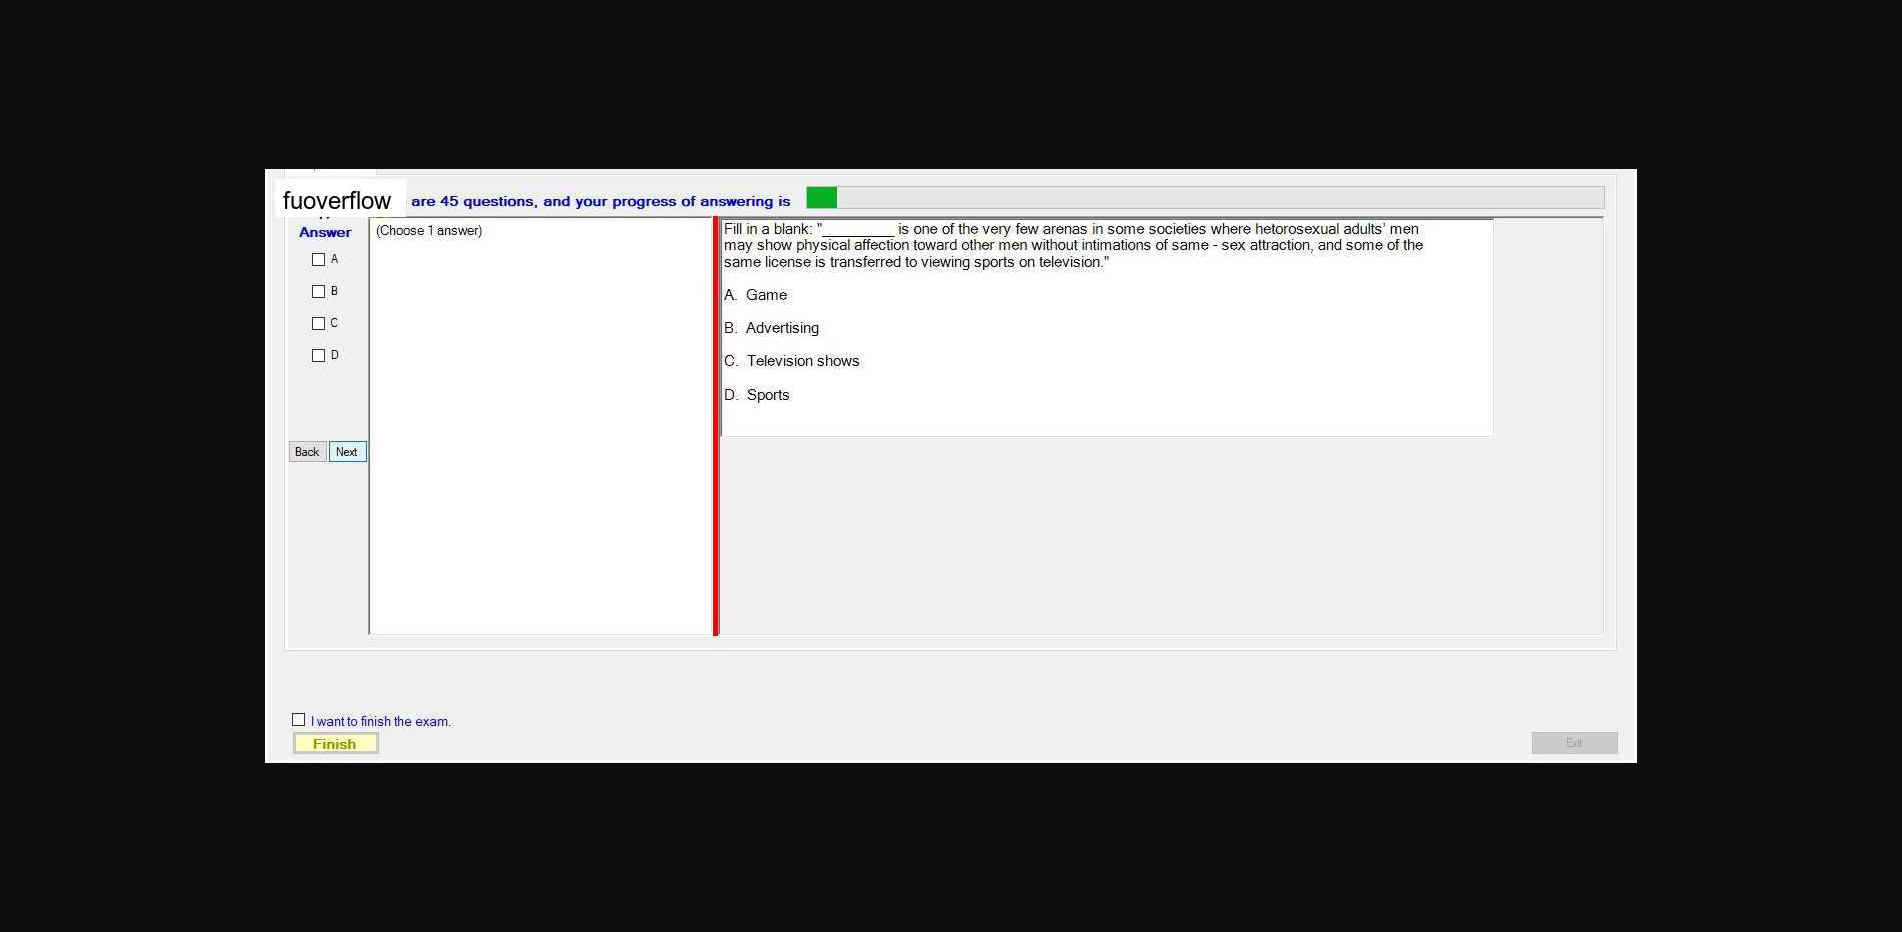 fuoverflow are 45 questions, and your progress of answering is
Answer
(Choose 1 answer)
A
B
C
D
Back Next
Fill in a blank: "_________ is one of the very few arenas in some societies where hetorosexual adults' men
may show physical affection toward other men without intimations of same - sex attraction, and some of the
same license is transferred to viewing sports on television."
A. Game
B. Advertising
C. Television shows
D. Sports
I want to finish the exam.
Finish
Exit